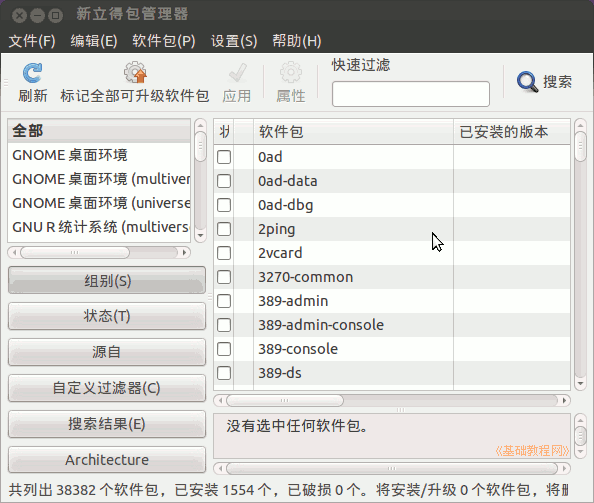 新立得包管理器
文件(F) 编辑(E) 软件包(P) 设置(S) 帮助(H)
快速过滤
刷新 标记全部可升级软件包 应用 属性 搜索
全部
GNOME 桌面环境
GNOME 桌面环境 (multiver
GNOME 桌面环境 (universe
GNU R 统计系统 (multivers
组别(S)
状态(T)
源自
自定义过滤器(C)
搜索结果(E)
Architecture
软件包 已安装的版本
0ad
0ad-data
0ad-dbg
2ping
2vcard
3270-common
389-admin
389-admin-console
389-console
389-ds
没有选中任何软件包。
《基础教程网》
共列出 38382 个软件包，已安装 1554 个，已破损 0 个。将安装/升级 0 个软件包，将